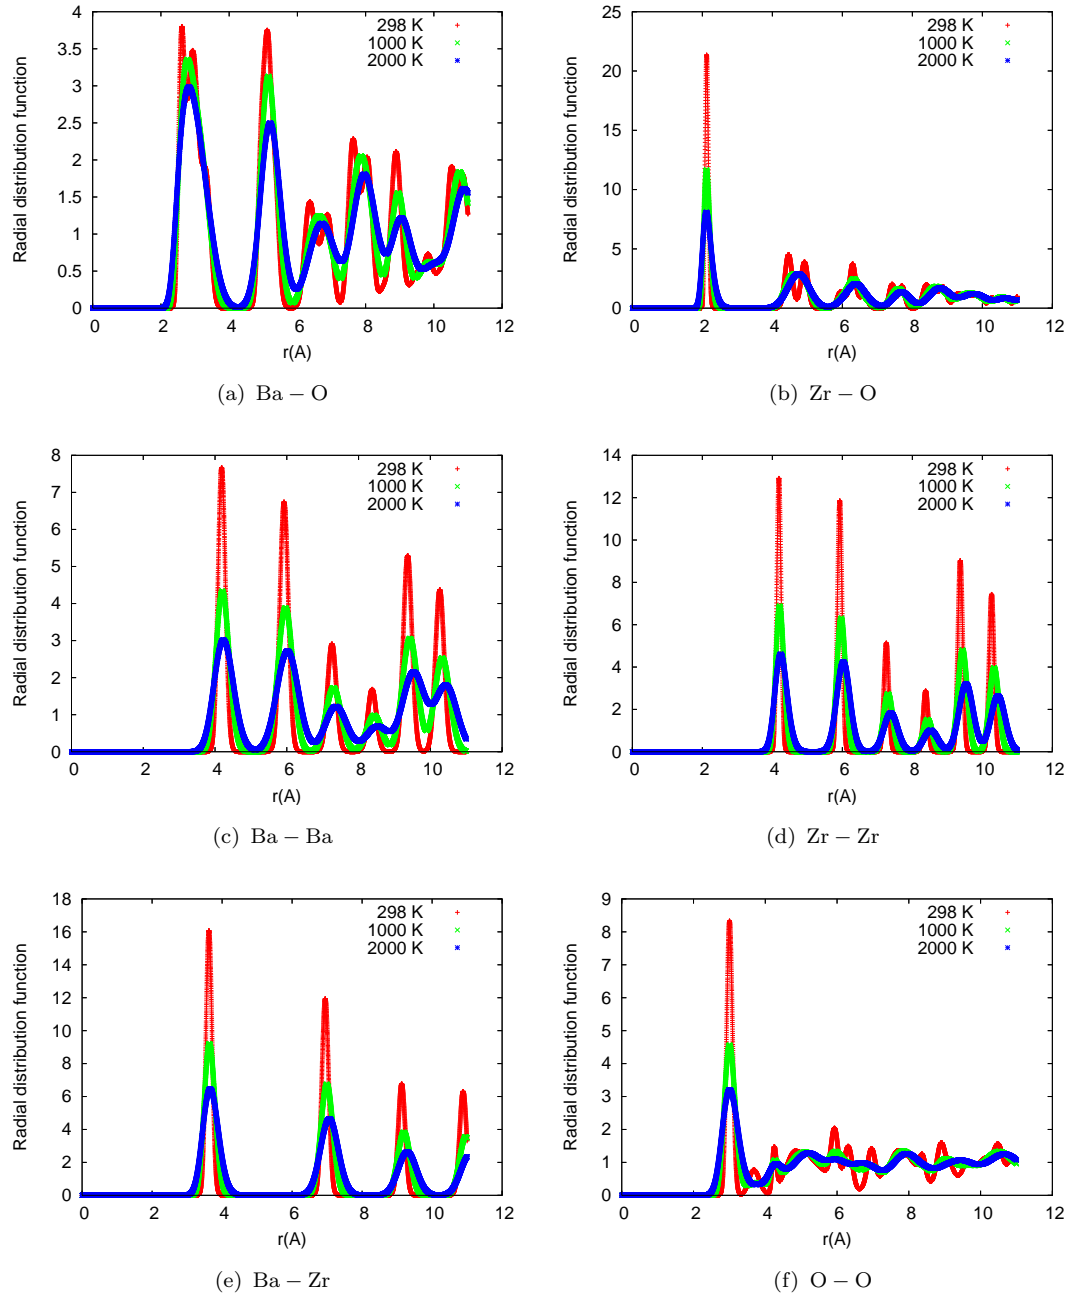 Radial distribution function
4
3.5
3
2.5
2
1.5
1
0.5
0
298 K
1000 K
2000 K
0 2 4 6 8 10 12
r(A)
(a) Ba – O
Radial distribution function
25
20
15
10
5
0
298 K
1000 K
2000 K
0 2 4 6 8 10 12
r(A)
(b) Zr – O
Radial distribution function
8
7
6
5
4
3
2
1
0
298 K
1000 K
2000 K
0 2 4 6 8 10 12
r(A)
(c) Ba – Ba
Radial distribution function
14
12
10
8
6
4
2
0
298 K
1000 K
2000 K
0 2 4 6 8 10 12
r(A)
(d) Zr – Zr
Radial distribution function
18
16
14
12
10
8
6
4
2
0
298 K
1000 K
2000 K
0 2 4 6 8 10 12
r(A)
(e) Ba – Zr
Radial distribution function
9
8
7
6
5
4
3
2
1
0
298 K
1000 K
2000 K
0 2 4 6 8 10 12
r(A)
(f) O – O